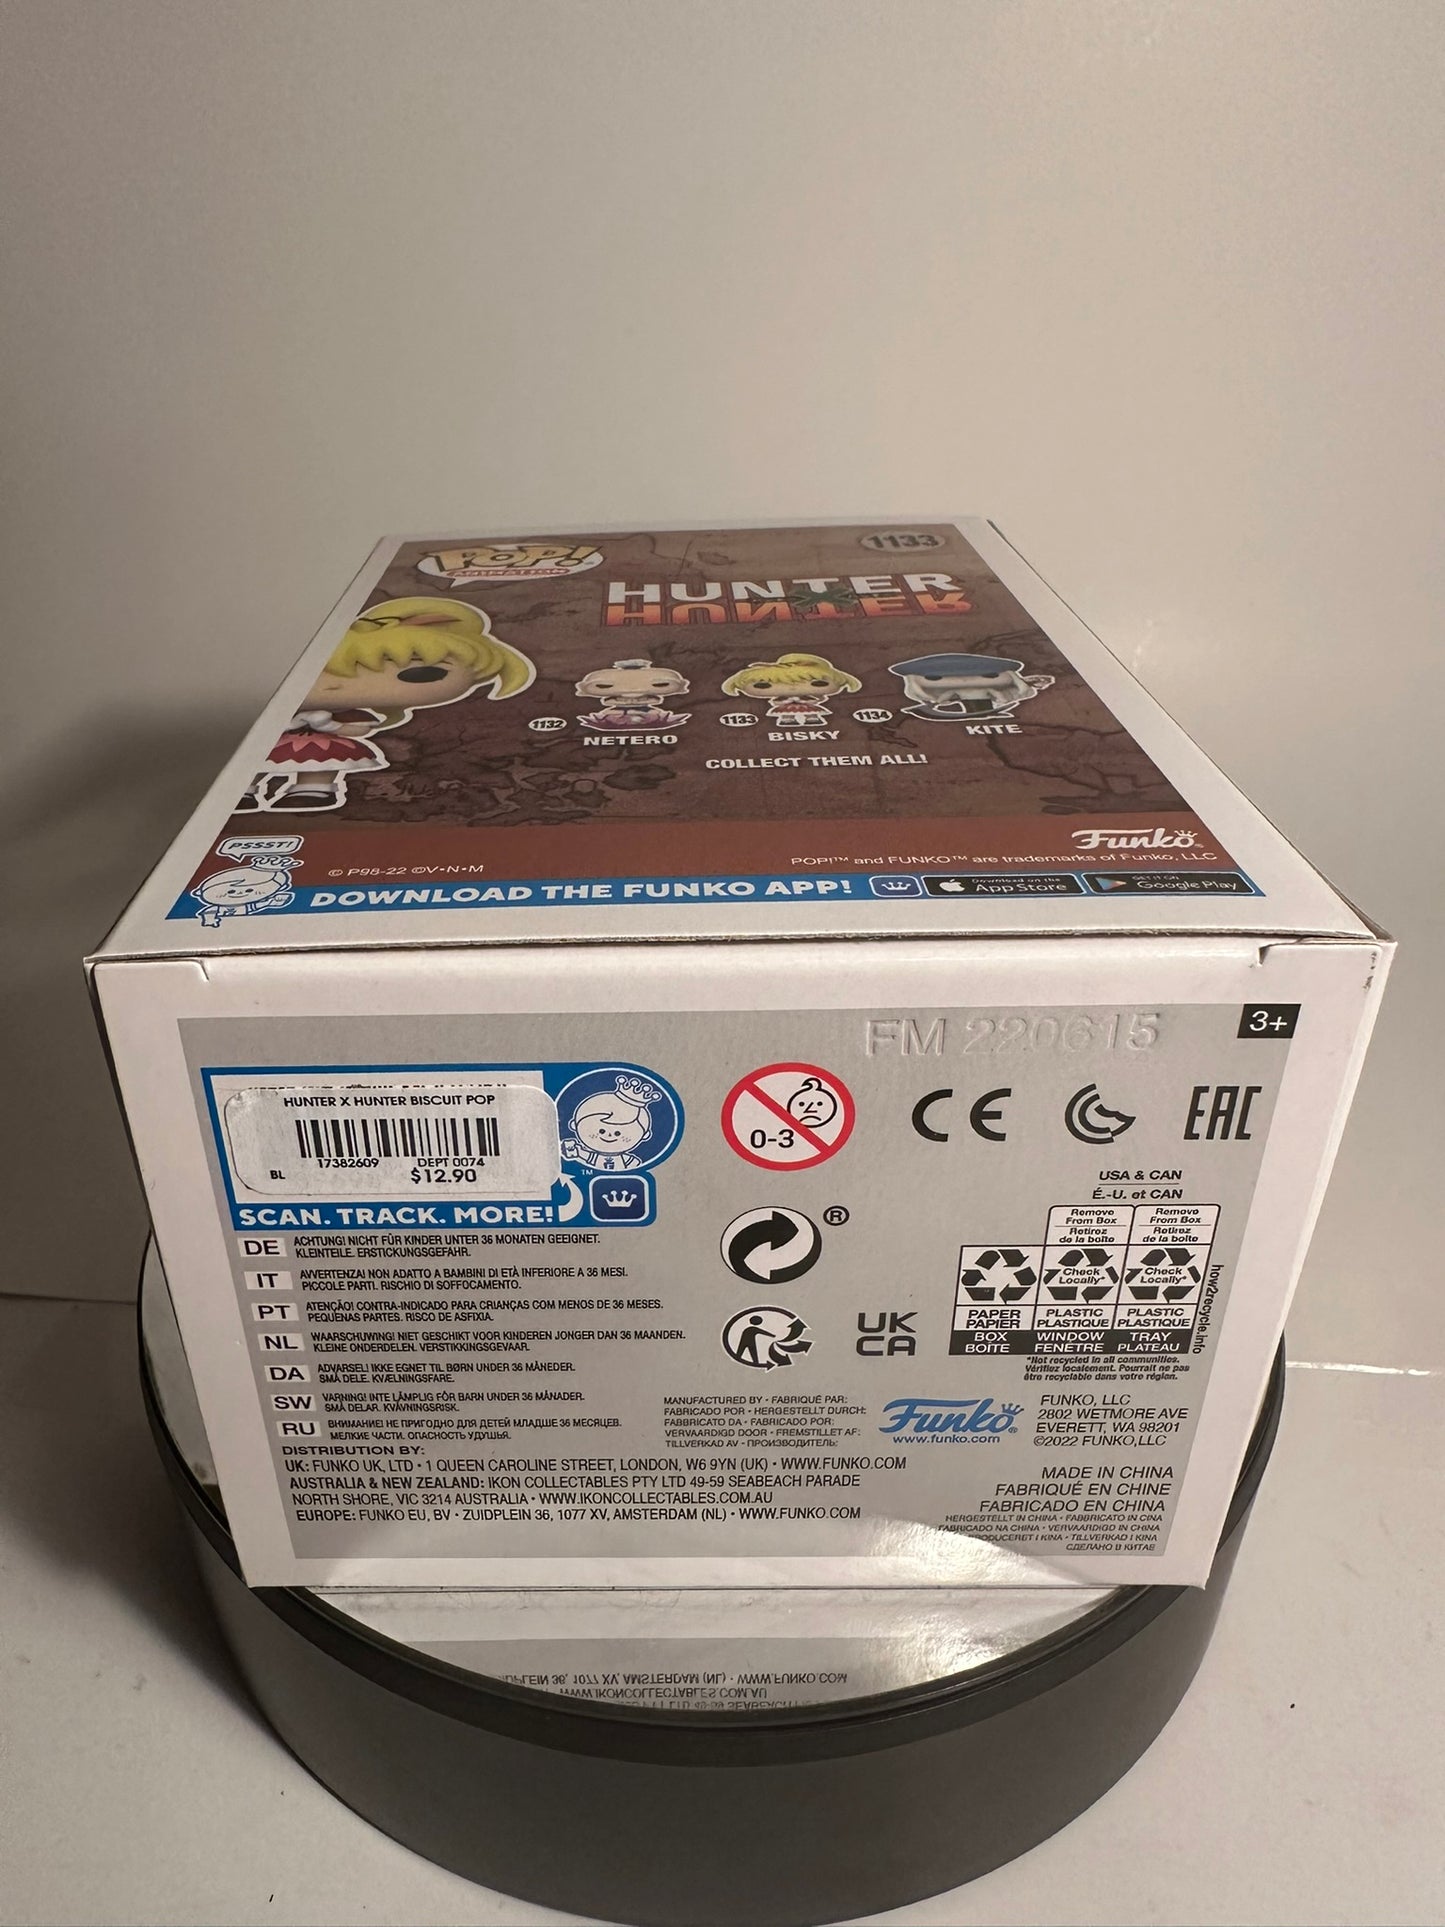 POP!
ANIMATION
1133
HUNTER
X
HUNTER
1132
NETERO
1133
BISKY
1134
KITE
COLLECT THEM ALL!
Funko
PSSST!
© P98-22 ©V•N•M
POP!™ and FUNKO™ are trademarks of Funko, LLC
DOWNLOAD THE FUNKO APP!
Download on the
App Store
GET IT ON
Google Play
FM 220615
3+
HUNTER X HUNTER BISCUIT POP
17382609 DEPT 0074
BL $12.90
TM
SCAN. TRACK. MORE!
0-3
CE
EAC
®
UK
CA
USA & CAN
É.-U. et CAN
Remove
From Box
Retirez
de la boîte
Remove
From Box
Retirez
de la boîte
Check
Locally*
Check
Locally*
PAPER
PAPIER
BOX
BOÎTE
PLASTIC
PLASTIQUE
WINDOW
FENÊTRE
PLASTIC
PLASTIQUE
TRAY
PLATEAU
how2recycle.info
*Not recycled in all communities.
Vérifiez localement. Pourrait ne pas
être recyclable dans votre région.
DE ACHTUNG! NICHT FÜR KINDER UNTER 36 MONATEN GEEIGNET.
KLEINTEILE. ERSTICKUNGSGEFAHR.
IT AVVERTENZA! NON ADATTO A BAMBINI DI ETÀ INFERIORE A 36 MESI.
PICCOLE PARTI. RISCHIO DI SOFFOCAMENTO.
PT ATENÇÃO! CONTRA-INDICADO PARA CRIANÇAS COM MENOS DE 36 MESES.
PEQUENAS PARTES. RISCO DE ASFIXIA.
NL WAARSCHUWING! NIET GESCHIKT VOOR KINDEREN JONGER DAN 36 MAANDEN.
KLEINE ONDERDELEN. VERSTIKKINGSGEVAAR.
DA ADVARSEL! IKKE EGNET TIL BØRN UNDER 36 MÅNEDER.
SMÅ DELE. KVÆLNINGSFARE.
SW VARNING! INTE LÄMPLIG FÖR BARN UNDER 36 MÅNADER.
SMÅ DELAR. KVÄVNINGSRISK.
RU ВНИМАНИЕ! НЕ ПРИГОДНО ДЛЯ ДЕТЕЙ МЛАДШЕ 36 МЕСЯЦЕВ.
МЕЛКИЕ ЧАСТИ. ОПАСНОСТЬ УДУШЬЯ.
DISTRIBUTION BY:
UK: FUNKO UK, LTD • 1 QUEEN CAROLINE STREET, LONDON, W6 9YN (UK) • WWW.FUNKO.COM
AUSTRALIA & NEW ZEALAND: IKON COLLECTABLES PTY LTD 49-59 SEABEACH PARADE
NORTH SHORE, VIC 3214 AUSTRALIA • WWW.IKONCOLLECTABLES.COM.AU
EUROPE: FUNKO EU, BV • ZUIDPLEIN 36, 1077 XV, AMSTERDAM (NL) • WWW.FUNKO.COM
MANUFACTURED BY • FABRIQUÉ PAR:
FABRICADO POR • HERGESTELLT DURCH:
FABBRICATO DA • FABRICADO POR:
VERVAARDIGD DOOR • FREMSTILLET AF:
TILLVERKAD AV • ПРОИЗВОДИТЕЛЬ:
Funko
www.funko.com
FUNKO, LLC
2802 WETMORE AVE
EVERETT, WA 98201
©2022 FUNKO, LLC
MADE IN CHINA
FABRIQUÉ EN CHINE
FABRICADO EN CHINA
HERGESTELLT IN CHINA • FABBRICATO IN CINA
FABRICADO NA CHINA • VERVAARDIGD IN CHINA
PRODUCERET I KINA • TILLVERKAD I KINA
СДЕЛАНО В КИТАЕ